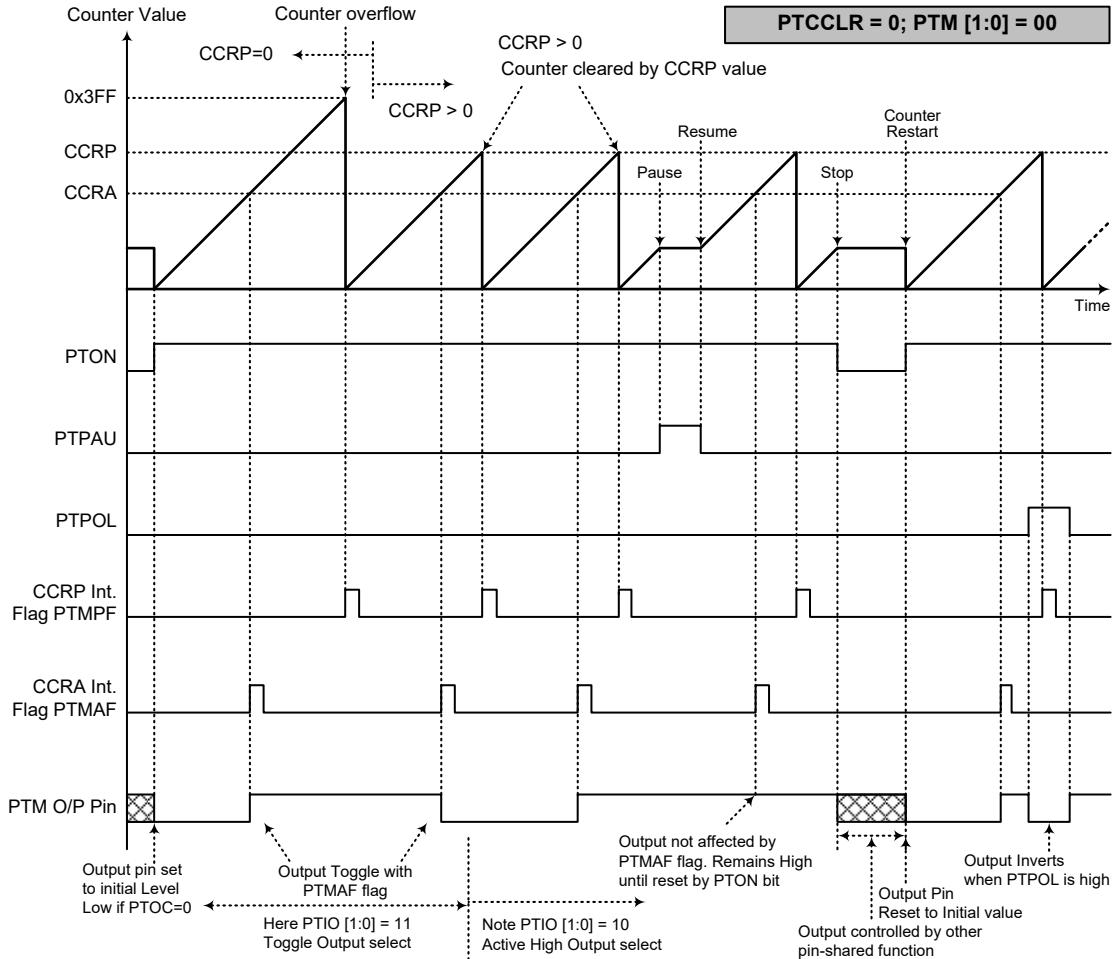 Counter Value
Counter overflow
PTCCLR = 0; PTM [1:0] = 00
CCRP=0
CCRP > 0
CCRP > 0
Counter cleared by CCRP value
0x3FF
CCRP
CCRA
Pause
Resume
Stop
Counter
Restart
Time
PTON
PTPAU
PTPOL
CCRP Int.
Flag PTMPF
CCRA Int.
Flag PTMAF
PTM O/P Pin
Output pin set
to initial Level
Low if PTOC=0
Output Toggle with
PTMAF flag
Here PTIO [1:0] = 11
Toggle Output select
Note PTIO [1:0] = 10
Active High Output select
Output not affected by
PTMAF flag. Remains High
until reset by PTON bit
Output Pin
Reset to Initial value
Output controlled by other
pin-shared function
Output Inverts
when PTPOL is high